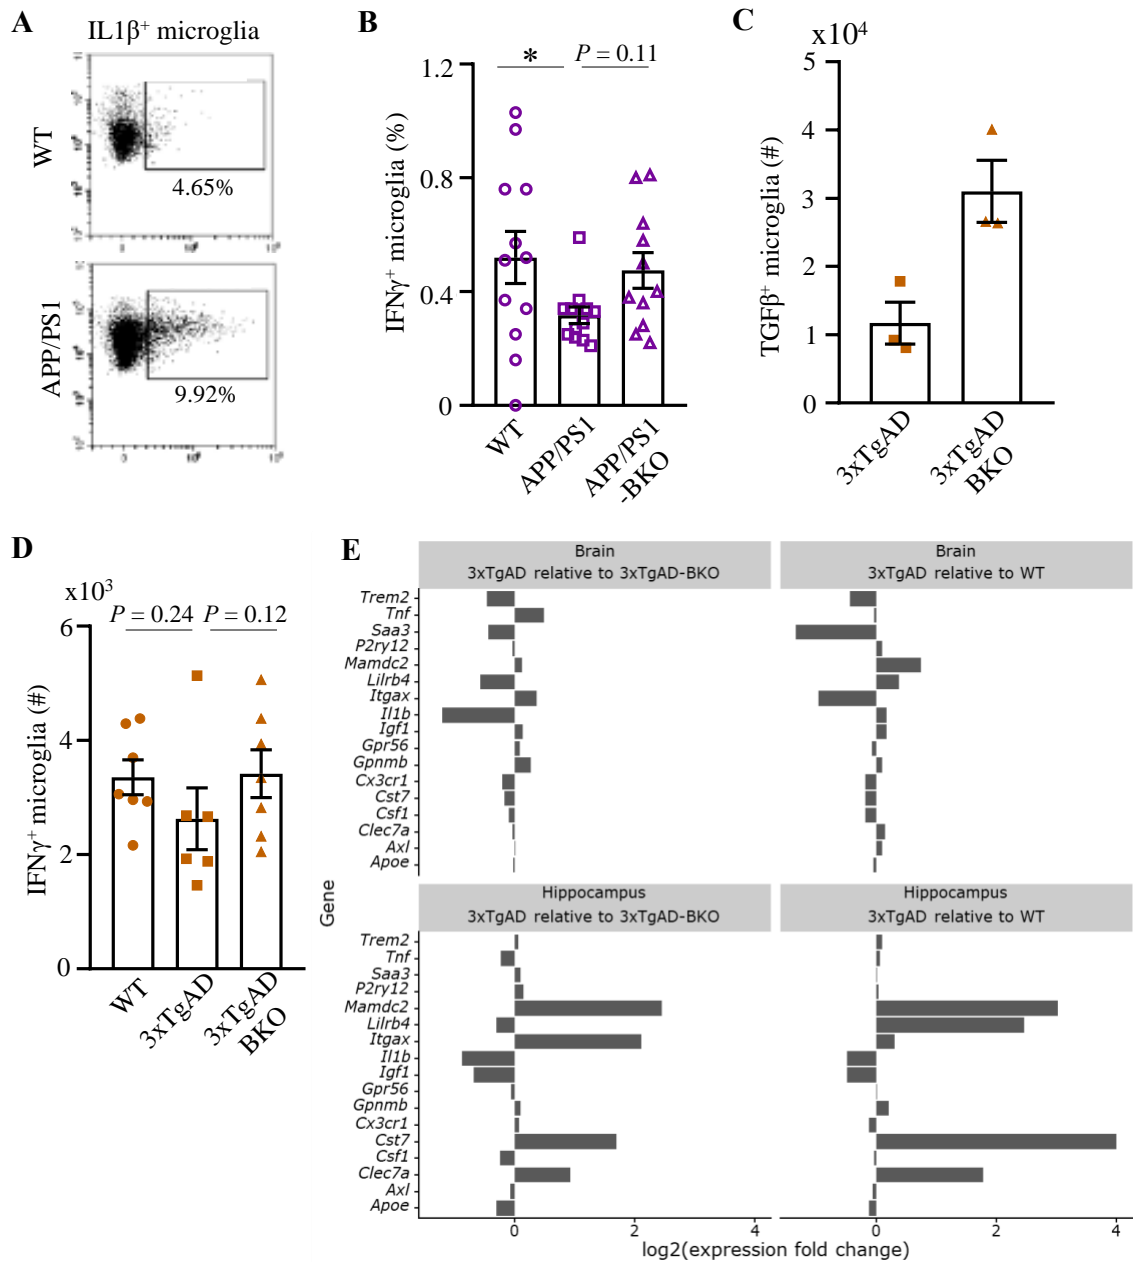 A
IL1β⁺ microglia
WT
4.65%
APP/PS1
9.92%
0
0
B
* P = 0.11
IFNγ⁺ microglia (%)
1.2
0.8
0.4
0
WT
APP/PS1
APP/PS1
-BKO
C
x10⁴
TGFβ⁺ microglia (#)
5
4
3
2
1
0
3xTgAD
3xTgAD
BKO
D
x10³
P = 0.24 P = 0.12
IFNγ⁺ microglia (#)
6
4
2
0
WT
3xTgAD
3xTgAD
BKO
E
Brain
3xTgAD relative to 3xTgAD-BKO
Brain
3xTgAD relative to WT
Trem2
Tnf
Saa3
P2ry12
Mamdc2
Lilrb4
Itgax
Il1b
Igf1
Gpr56
Gpnmb
Cx3cr1
Cst7
Csf1
Clec7a
Axl
Apoe
Gene
Hippocampus
3xTgAD relative to 3xTgAD-BKO
Hippocampus
3xTgAD relative to WT
Trem2
Tnf
Saa3
P2ry12
Mamdc2
Lilrb4
Itgax
Il1b
Igf1
Gpr56
Gpnmb
Cx3cr1
Cst7
Csf1
Clec7a
Axl
Apoe
0 2 4 0 2 4
log2(expression fold change)